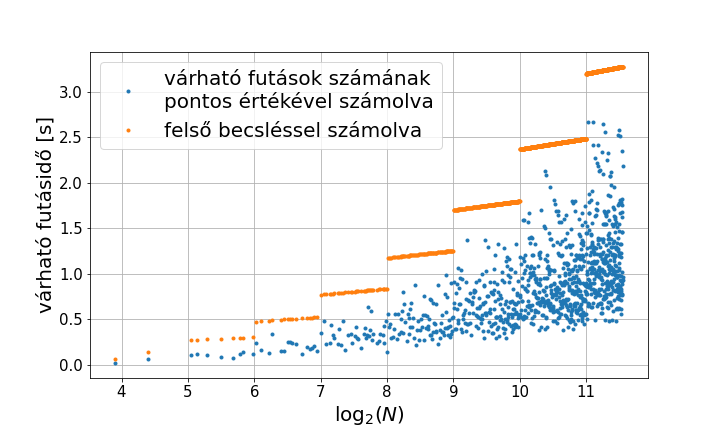 várható futások számának
pontos értékével számolva
felső becsléssel számolva
várható futásidő [s]
3.0
2.5
2.0
1.5
1.0
0.5
0.0
4 5 6 7 8 9 10 11
log₂(N)